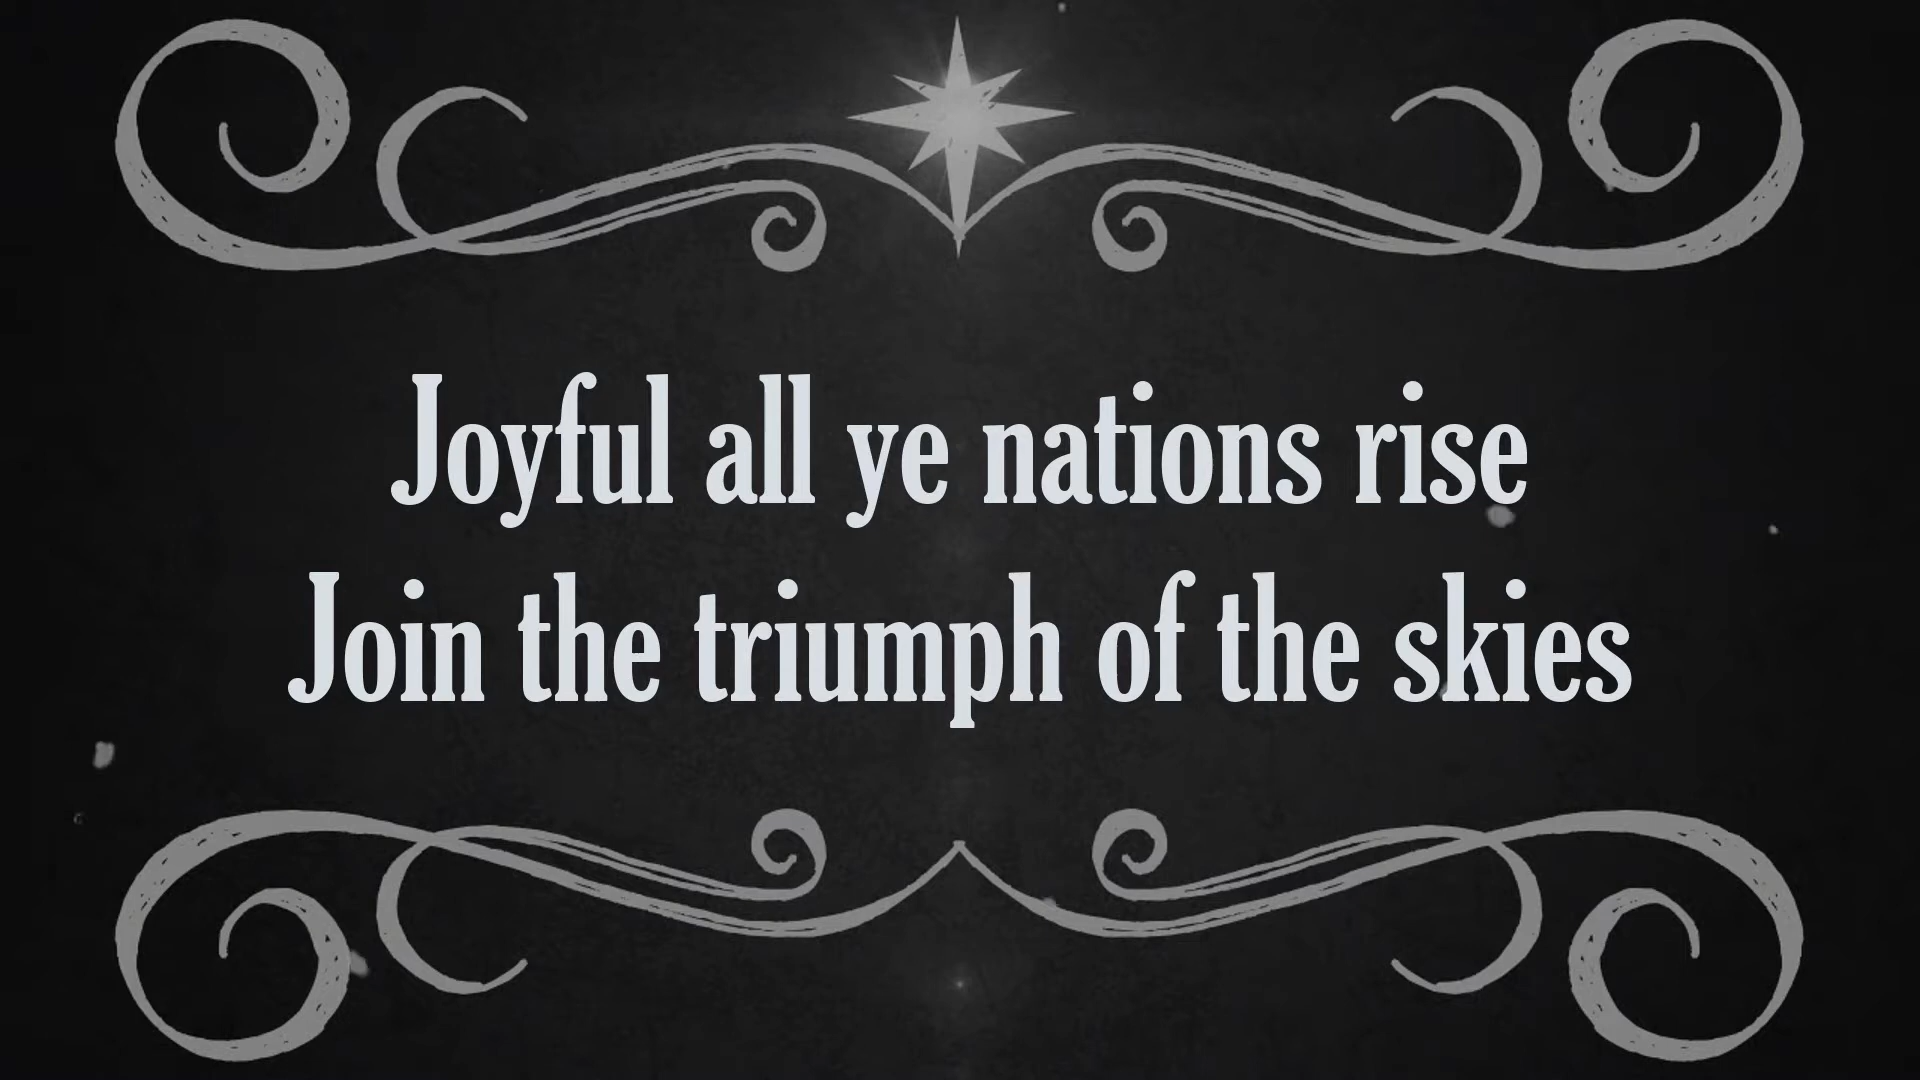 Joyful all ye nations rise
Join the triumph of the skies